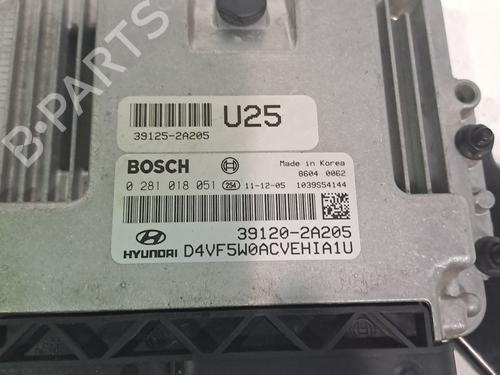 39125-2A205
U25
BOSCH
Made in Korea
8604 0062
0 281 018 051 254 11-12-05 1039S54144
39120-2A205
HYUNDAI D4VF5W0ACVEHIA1U
B-PARTS